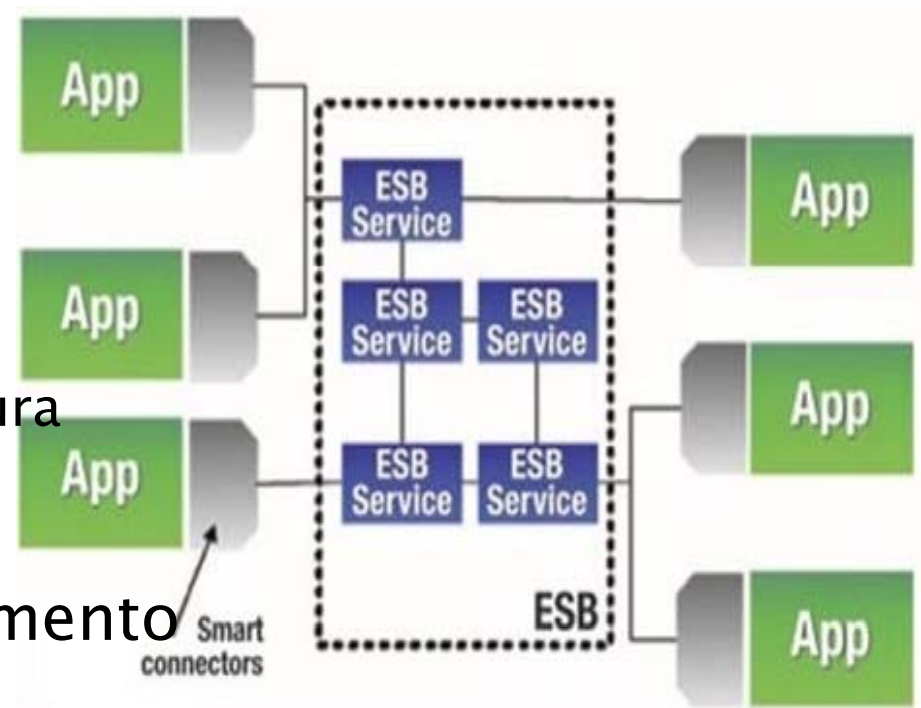 App
App
ESB
Service
App
ESB
Service
ESB
Service
ura
App
App
ESB
Service
ESB
Service
mento
Smart
connectors
ESB
App